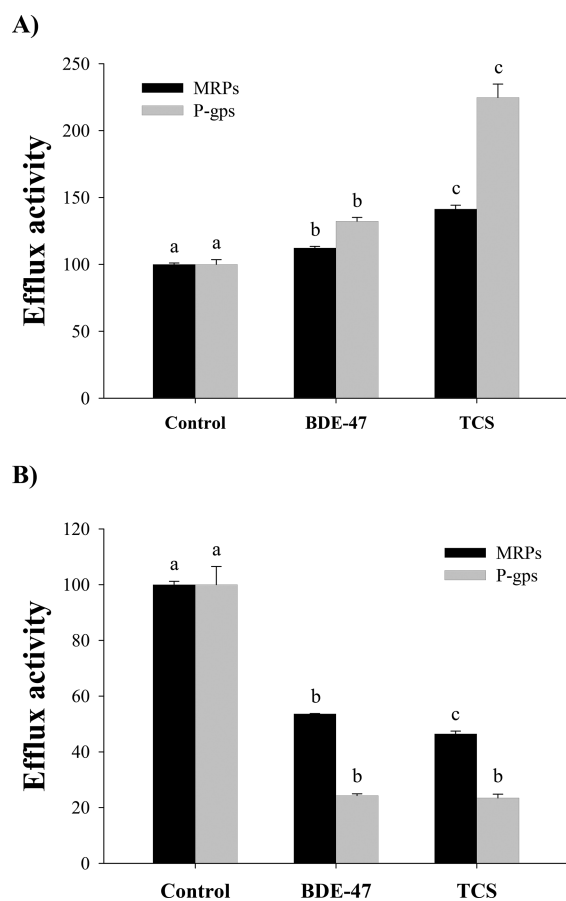 A)
250
200
150
100
50
0
Efflux activity
MRPs
P-gps
a a
b b
c c
Control BDE-47 TCS
B)
120
100
80
60
40
20
0
Efflux activity
MRPs
P-gps
a a
b b
c b
Control BDE-47 TCS